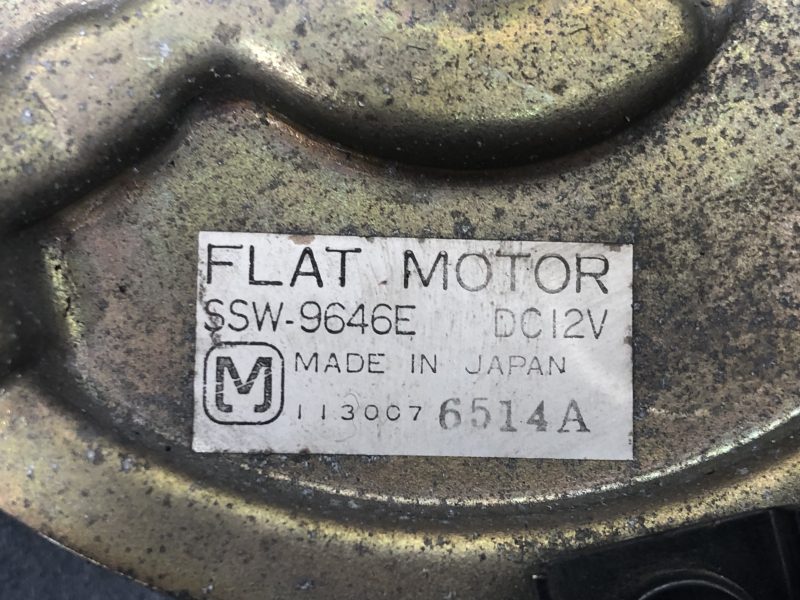 FLAT MOTOR
SSW-9646E DC12V
M MADE IN JAPAN
113007 6514A